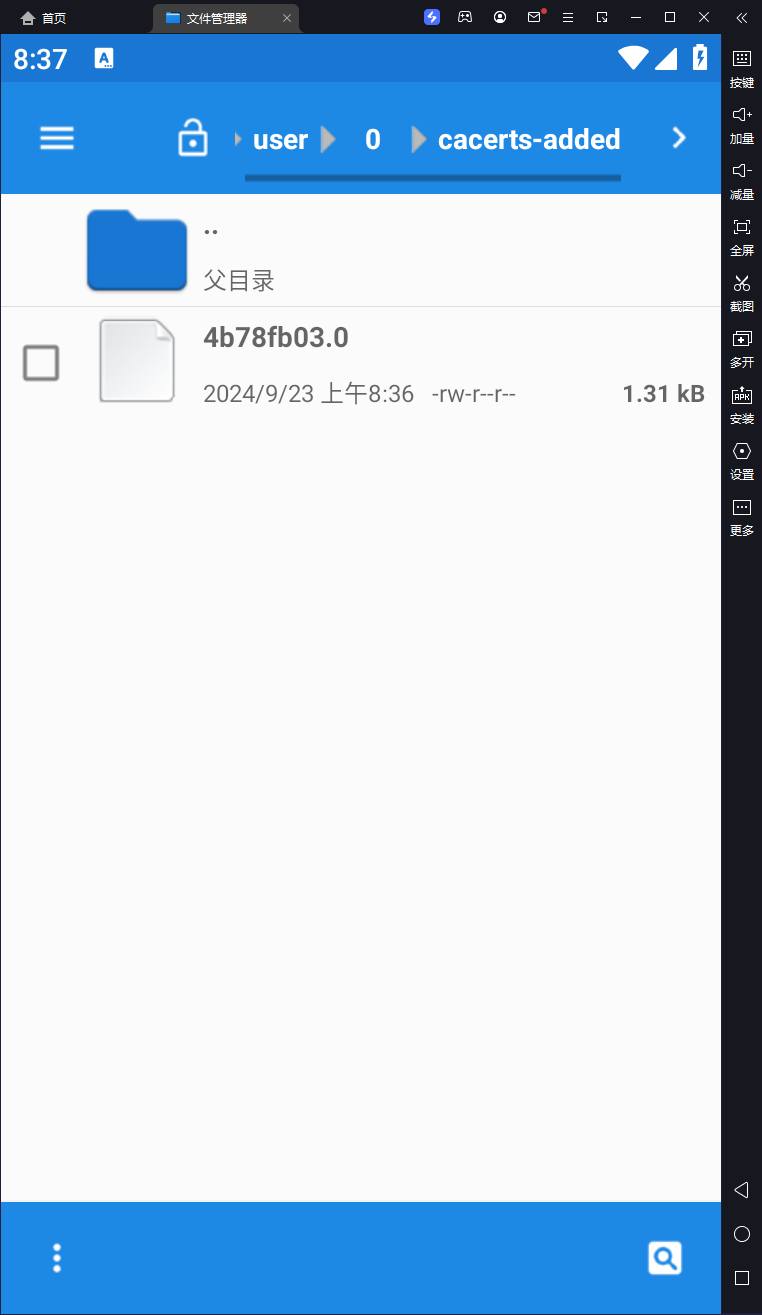 首页
文件管理器
8:37
A
user
0
cacerts-added
..
父目录
4b78fb03.0
2024/9/23 上午8:36 -rw-r--r-- 1.31 kB
按键
加量
减量
全屏
截图
多开
APK
安装
设置
更多